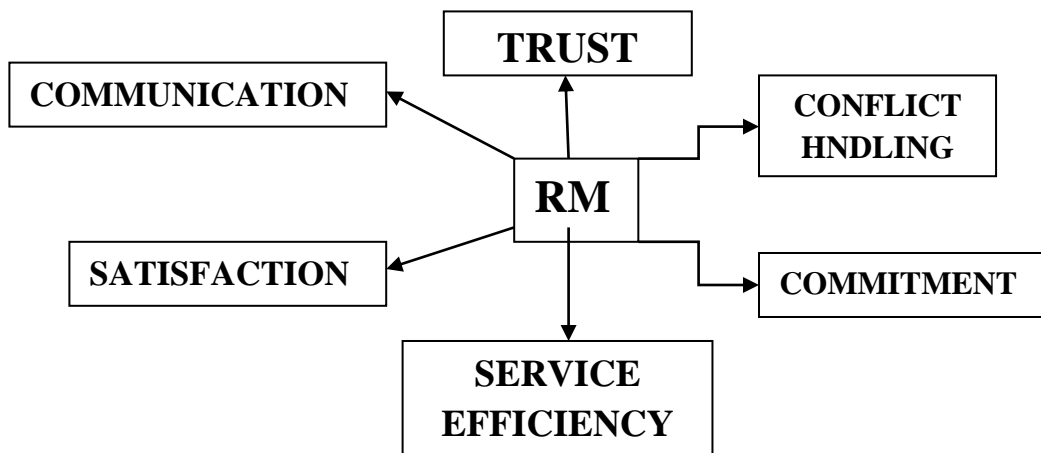 TRUST
COMMUNICATION
CONFLICT
HNDLING
RM
SATISFACTION
COMMITMENT
SERVICE
EFFICIENCY